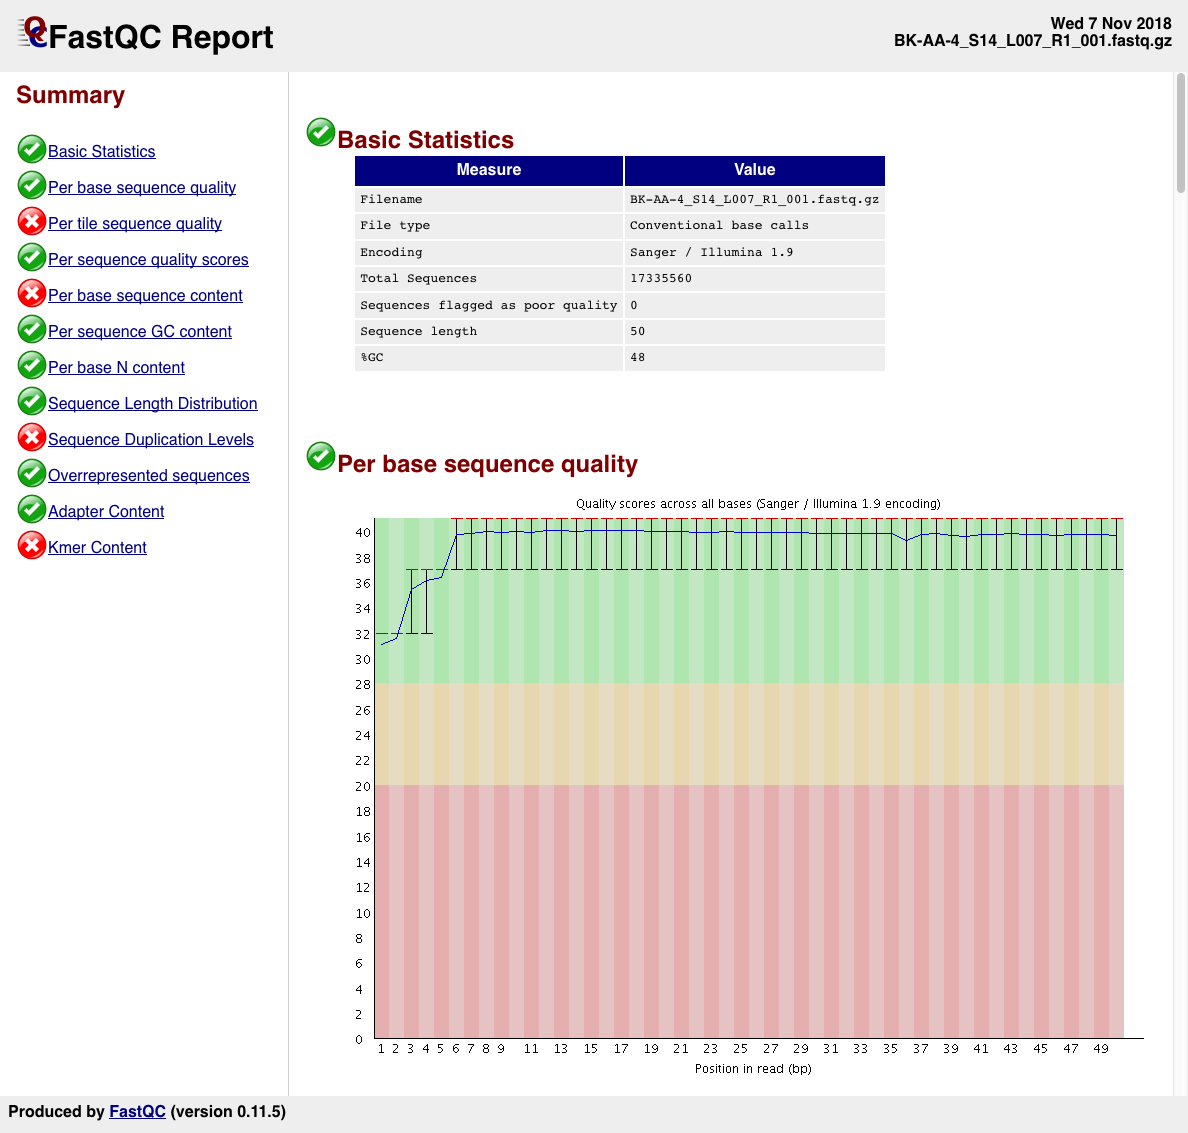 FastQC Report
Wed 7 Nov 2018
BK-AA-4_S14_L007_R1_001.fastq.gz
Summary
Basic Statistics
Per base sequence quality
Per tile sequence quality
Per sequence quality scores
Per base sequence content
Per sequence GC content
Per base N content
Sequence Length Distribution
Sequence Duplication Levels
Overrepresented sequences
Adapter Content
Kmer Content
Basic Statistics
Measure Value
Filename BK-AA-4_S14_L007_R1_001.fastq.gz
File type Conventional base calls
Encoding Sanger / Illumina 1.9
Total Sequences 17335560
Sequences flagged as poor quality 0
Sequence length 50
%GC 48
Per base sequence quality
Quality scores across all bases (Sanger / Illumina 1.9 encoding)
40
38
36
34
32
30
28
26
24
22
20
18
16
14
12
10
8
6
4
2
0
1 2 3 4 5 6 7 8 9 11 13 15 17 19 21 23 25 27 29 31 33 35 37 39 41 43 45 47 49
Position in read (bp)
Produced by FastQC (version 0.11.5)